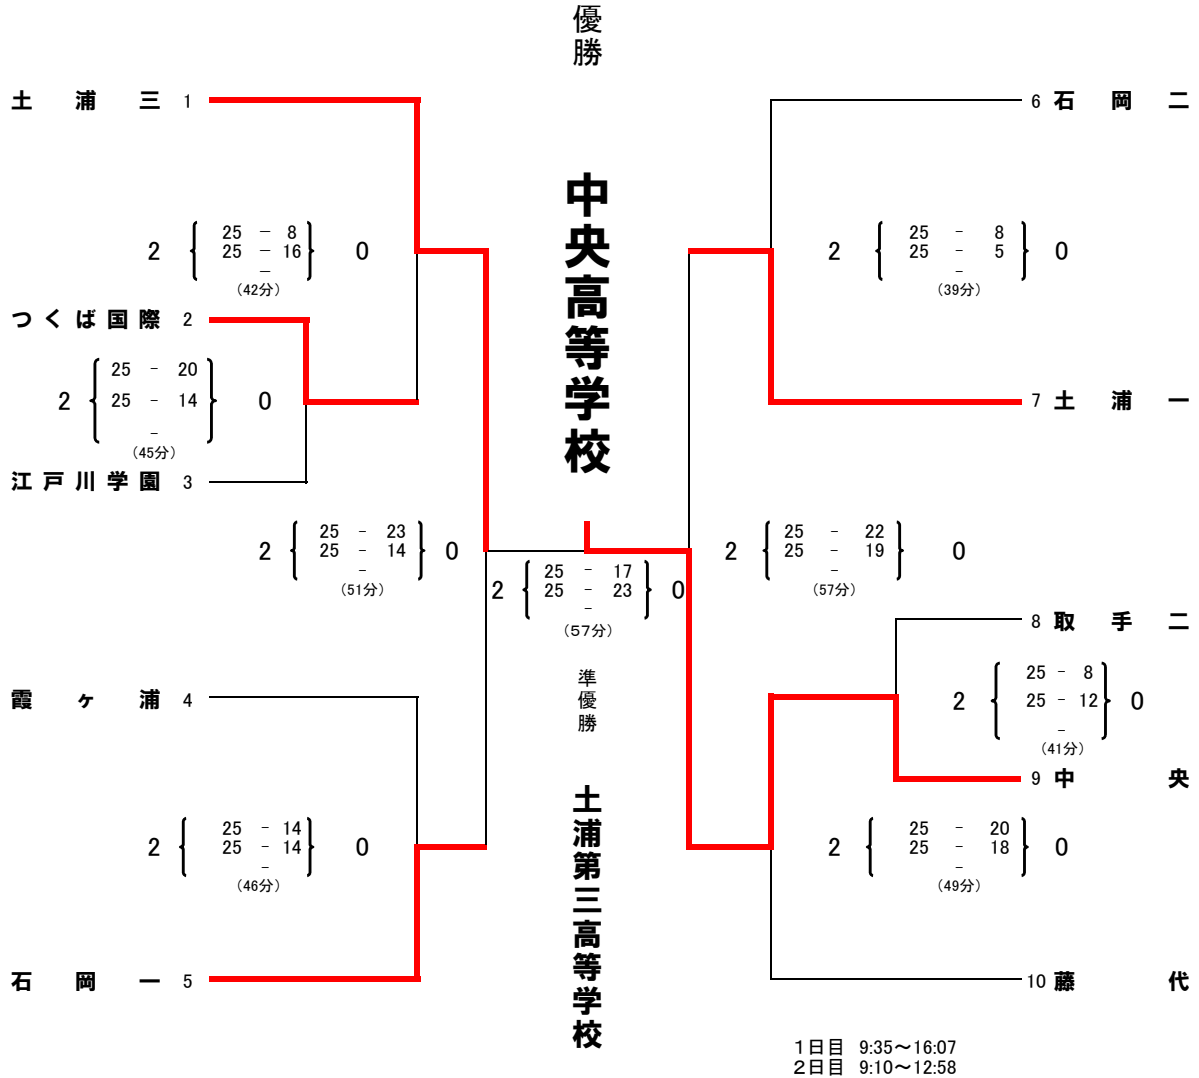 優勝
中央高等学校
土浦三 1
6 石岡二
2 25 － 8 0
25 － 16
－
(42分)
2 25 － 8 0
25 － 5
－
(39分)
つくば国際 2
2 25 － 20 0
25 － 14
－
(45分)
江戸川学園 3
7 土浦一
2 25 － 23 0
25 － 14
－
(51分)
2 25 － 17 0
25 － 23
－
(57分)
2 25 － 22 0
25 － 19
－
(57分)
8 取手二
2 25 － 8 0
25 － 12
－
(41分)
9 中央
霞ヶ浦 4
2 25 － 14 0
25 － 14
－
(46分)
石岡一 5
2 25 － 20 0
25 － 18
－
(49分)
10 藤代
準優勝
土浦第三高等学校
1日目 9:35～16:07
2日目 9:10～12:58